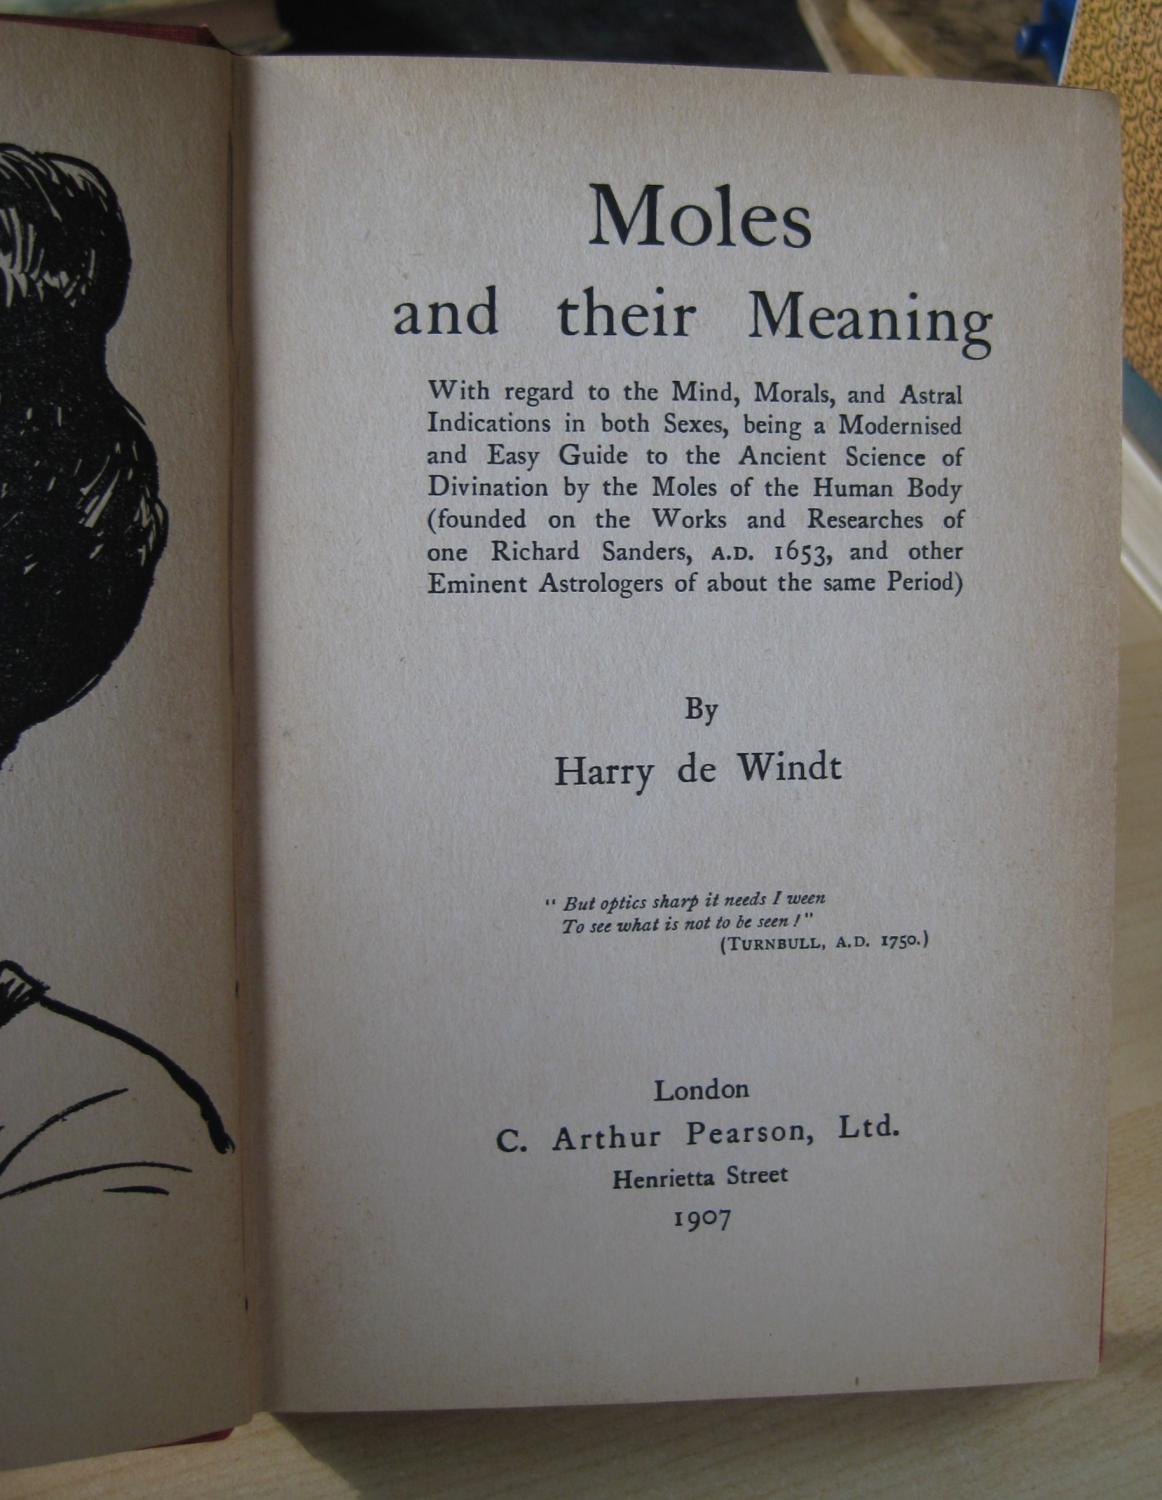 Moles
and their Meaning
With regard to the Mind, Morals, and Astral
Indications in both Sexes, being a Modernised
and Easy Guide to the Ancient Science of
Divination by the Moles of the Human Body
(founded on the Works and Researches of
one Richard Sanders, A.D. 1653, and other
Eminent Astrologers of about the same Period)
By
Harry de Windt
" But optics sharp it needs I ween
To see what is not to be seen ! "
(TURNBULL, A.D. 1750.)
London
C. Arthur Pearson, Ltd.
Henrietta Street
1907